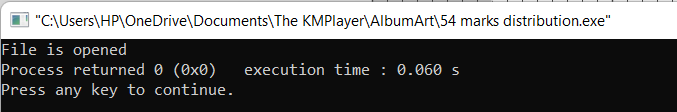 "C:\Users\HP\OneDrive\Documents\The KMPlayer\AlbumArt\54 marks distribution.exe"
File is opened
Process returned 0 (0x0)   execution time : 0.060 s
Press any key to continue.